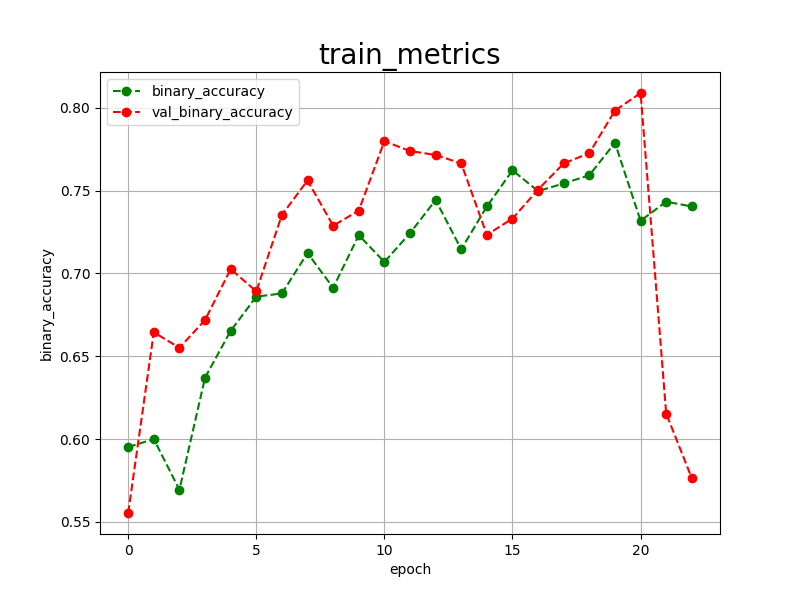 train_metrics
binary_accuracy
val_binary_accuracy
0.80
0.75
0.70
0.65
0.60
0.55
binary_accuracy
0 5 10 15 20
epoch